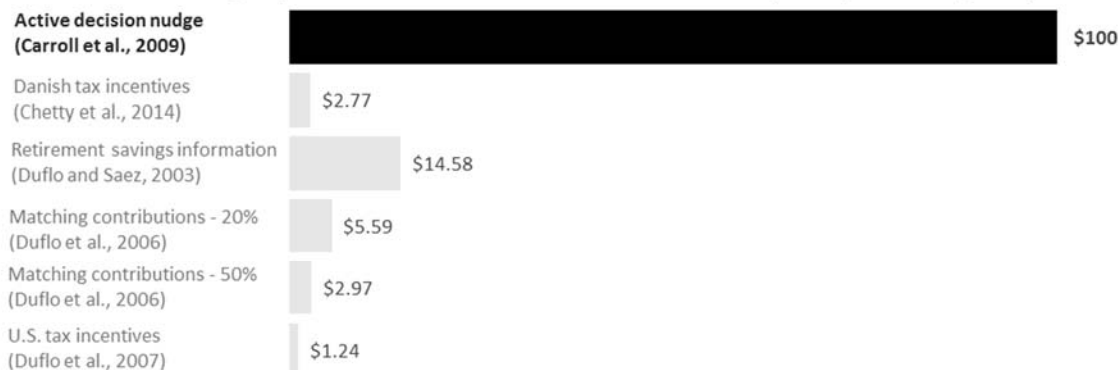 Active decision nudge
(Carroll et al., 2009)
$100
Danish tax incentives
(Chetty et al., 2014)
$2.77
Retirement savings information
(Duflo and Saez, 2003)
$14.58
Matching contributions - 20%
(Duflo et al., 2006)
$5.59
Matching contributions - 50%
(Duflo et al., 2006)
$2.97
U.S. tax incentives
(Duflo et al., 2007)
$1.24